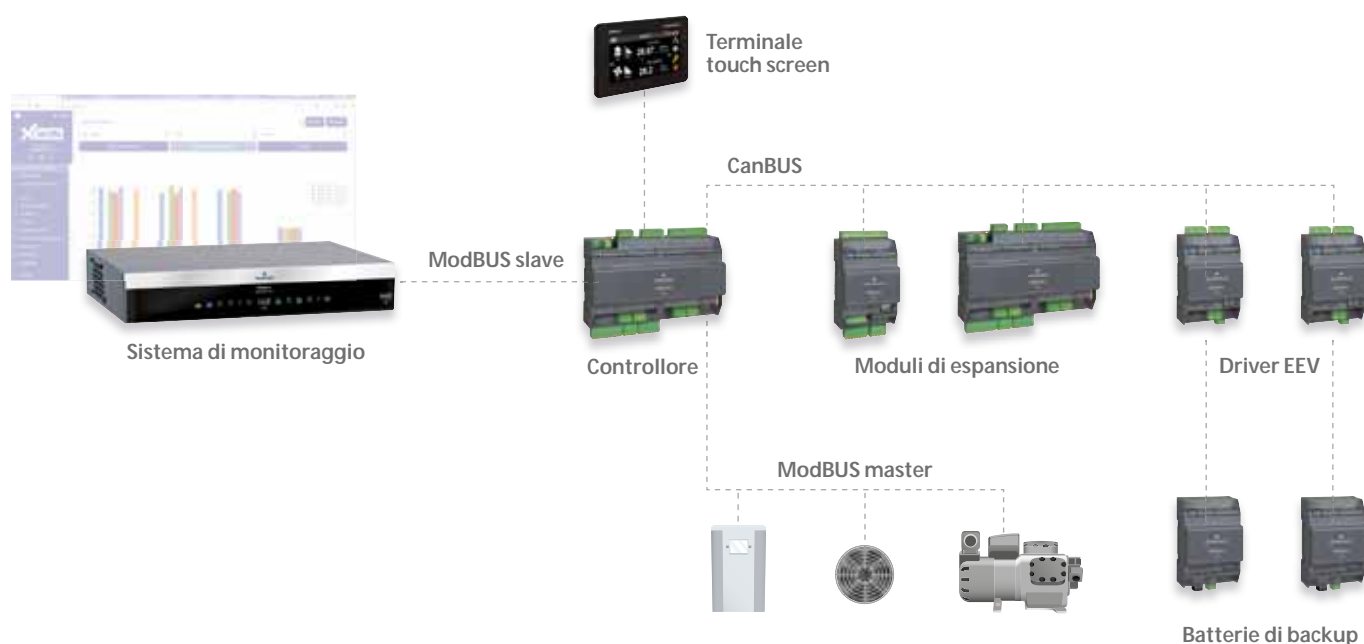 Terminale
touch screen
CanBUS
ModBUS slave
Sistema di monitoraggio
Controllore
Moduli di espansione
Driver EEV
ModBUS master
Batterie di backup